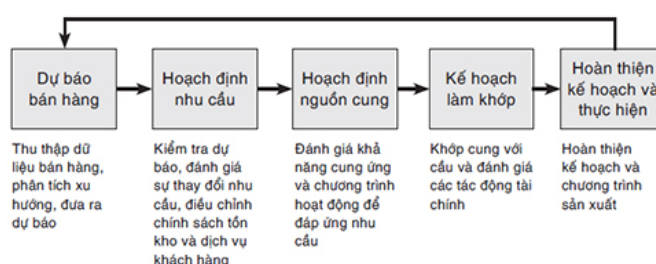 Dự báo
bán hàng
Hoạch định
nhu cầu
Hoạch định
nguồn cung
Kế hoạch
làm khớp
Hoàn thiện
kế hoạch và
thực hiện
Thu thập dữ
liệu bán hàng,
phân tích xu
hướng, đưa ra
dự báo
Kiểm tra dự
báo, đánh giá
sự thay đổi nhu
cầu, điều chỉnh
chính sách tồn
kho và dịch vụ
khách hàng
Đánh giá khả
năng cung ứng
và chương trình
hoạt động để
đáp ứng nhu
cầu
Khớp cung với
cầu và đánh giá
các tác động tài
chính
Hoàn thiện
kế hoạch và
chương trình
sản xuất